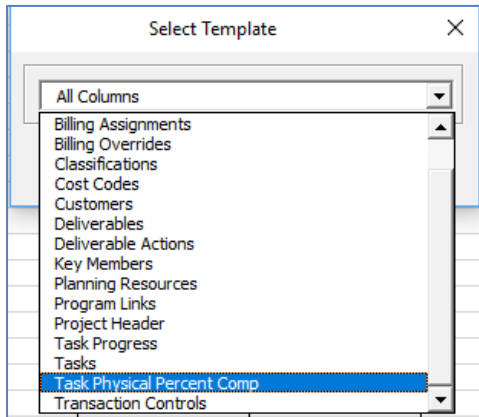 Select Template
All Columns
Billing Assignments
Billing Overrides
Classifications
Cost Codes
Customers
Deliverables
Deliverable Actions
Key Members
Planning Resources
Program Links
Project Header
Task Progress
Tasks
Task Physical Percent Comp
Transaction Controls